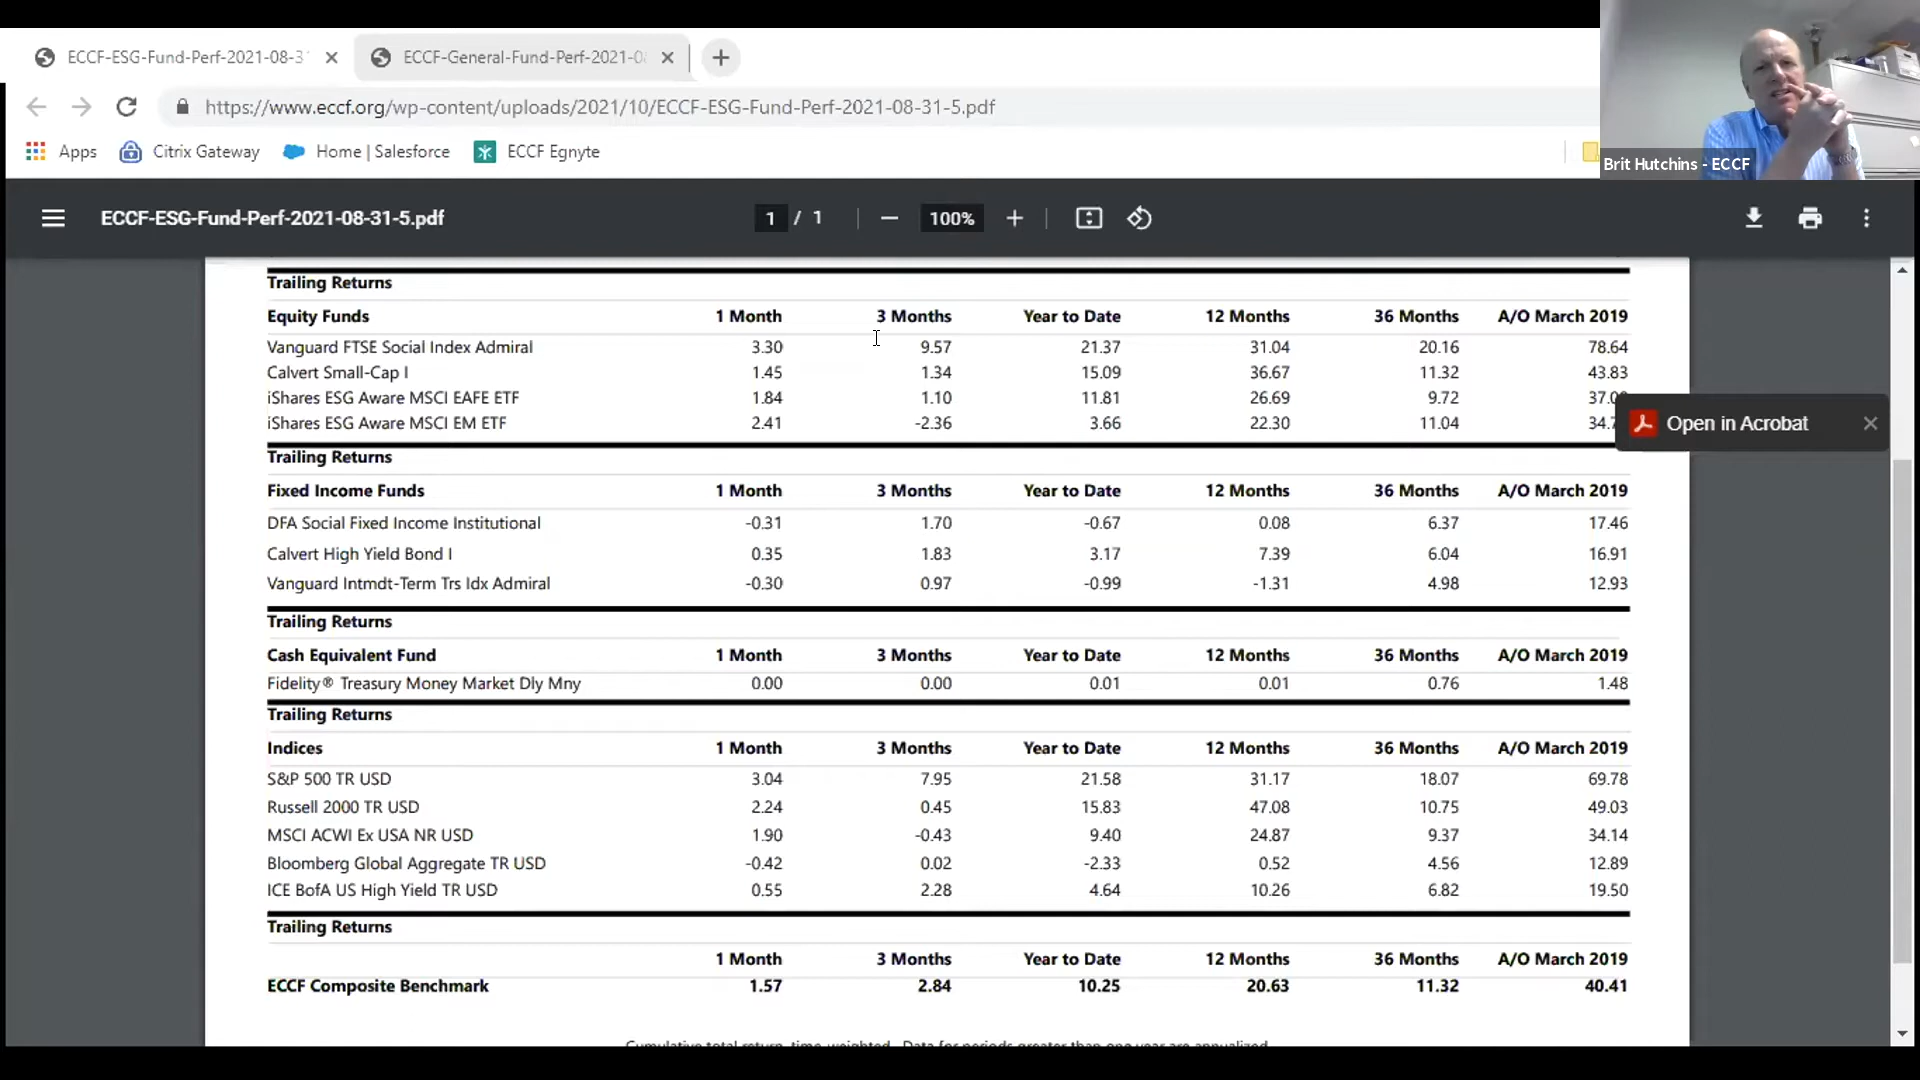 ECCF-ESG-Fund-Perf-2021-08-3
ECCF-General-Fund-Perf-2021-0
https://www.eccf.org/wp-content/uploads/2021/10/ECCF-ESG-Fund-Perf-2021-08-31-5.pdf
Apps Citrix Gateway Home | Salesforce ECCF Egnyte
Brit Hutchins - ECCF
ECCF-ESG-Fund-Perf-2021-08-31-5.pdf 1 / 1 100%
Trailing Returns
Equity Funds 1 Month 3 Months Year to Date 12 Months 36 Months A/O March 2019
Vanguard FTSE Social Index Admiral 3.30 9.57 21.37 31.04 20.16 78.64
Calvert Small-Cap I 1.45 1.34 15.09 36.67 11.32 43.83
iShares ESG Aware MSCI EAFE ETF 1.84 1.10 11.81 26.69 9.72 37.0
iShares ESG Aware MSCI EM ETF 2.41 -2.36 3.66 22.30 11.04 34.
Open in Acrobat
Trailing Returns
Fixed Income Funds 1 Month 3 Months Year to Date 12 Months 36 Months A/O March 2019
DFA Social Fixed Income Institutional -0.31 1.70 -0.67 0.08 6.37 17.46
Calvert High Yield Bond I 0.35 1.83 3.17 7.39 6.04 16.91
Vanguard Intmdt-Term Trs Idx Admiral -0.30 0.97 -0.99 -1.31 4.98 12.93
Trailing Returns
Cash Equivalent Fund 1 Month 3 Months Year to Date 12 Months 36 Months A/O March 2019
Fidelity® Treasury Money Market Dly Mny 0.00 0.00 0.01 0.01 0.76 1.48
Trailing Returns
Indices 1 Month 3 Months Year to Date 12 Months 36 Months A/O March 2019
S&P 500 TR USD 3.04 7.95 21.58 31.17 18.07 69.78
Russell 2000 TR USD 2.24 0.45 15.83 47.08 10.75 49.03
MSCI ACWI Ex USA NR USD 1.90 -0.43 9.40 24.87 9.37 34.14
Bloomberg Global Aggregate TR USD -0.42 0.02 -2.33 0.52 4.56 12.89
ICE BofA US High Yield TR USD 0.55 2.28 4.64 10.26 6.82 19.50
Trailing Returns
1 Month 3 Months Year to Date 12 Months 36 Months A/O March 2019
ECCF Composite Benchmark 1.57 2.84 10.25 20.63 11.32 40.41
Cumulative total return, time-weighted. Data for periods greater than one year are annualized